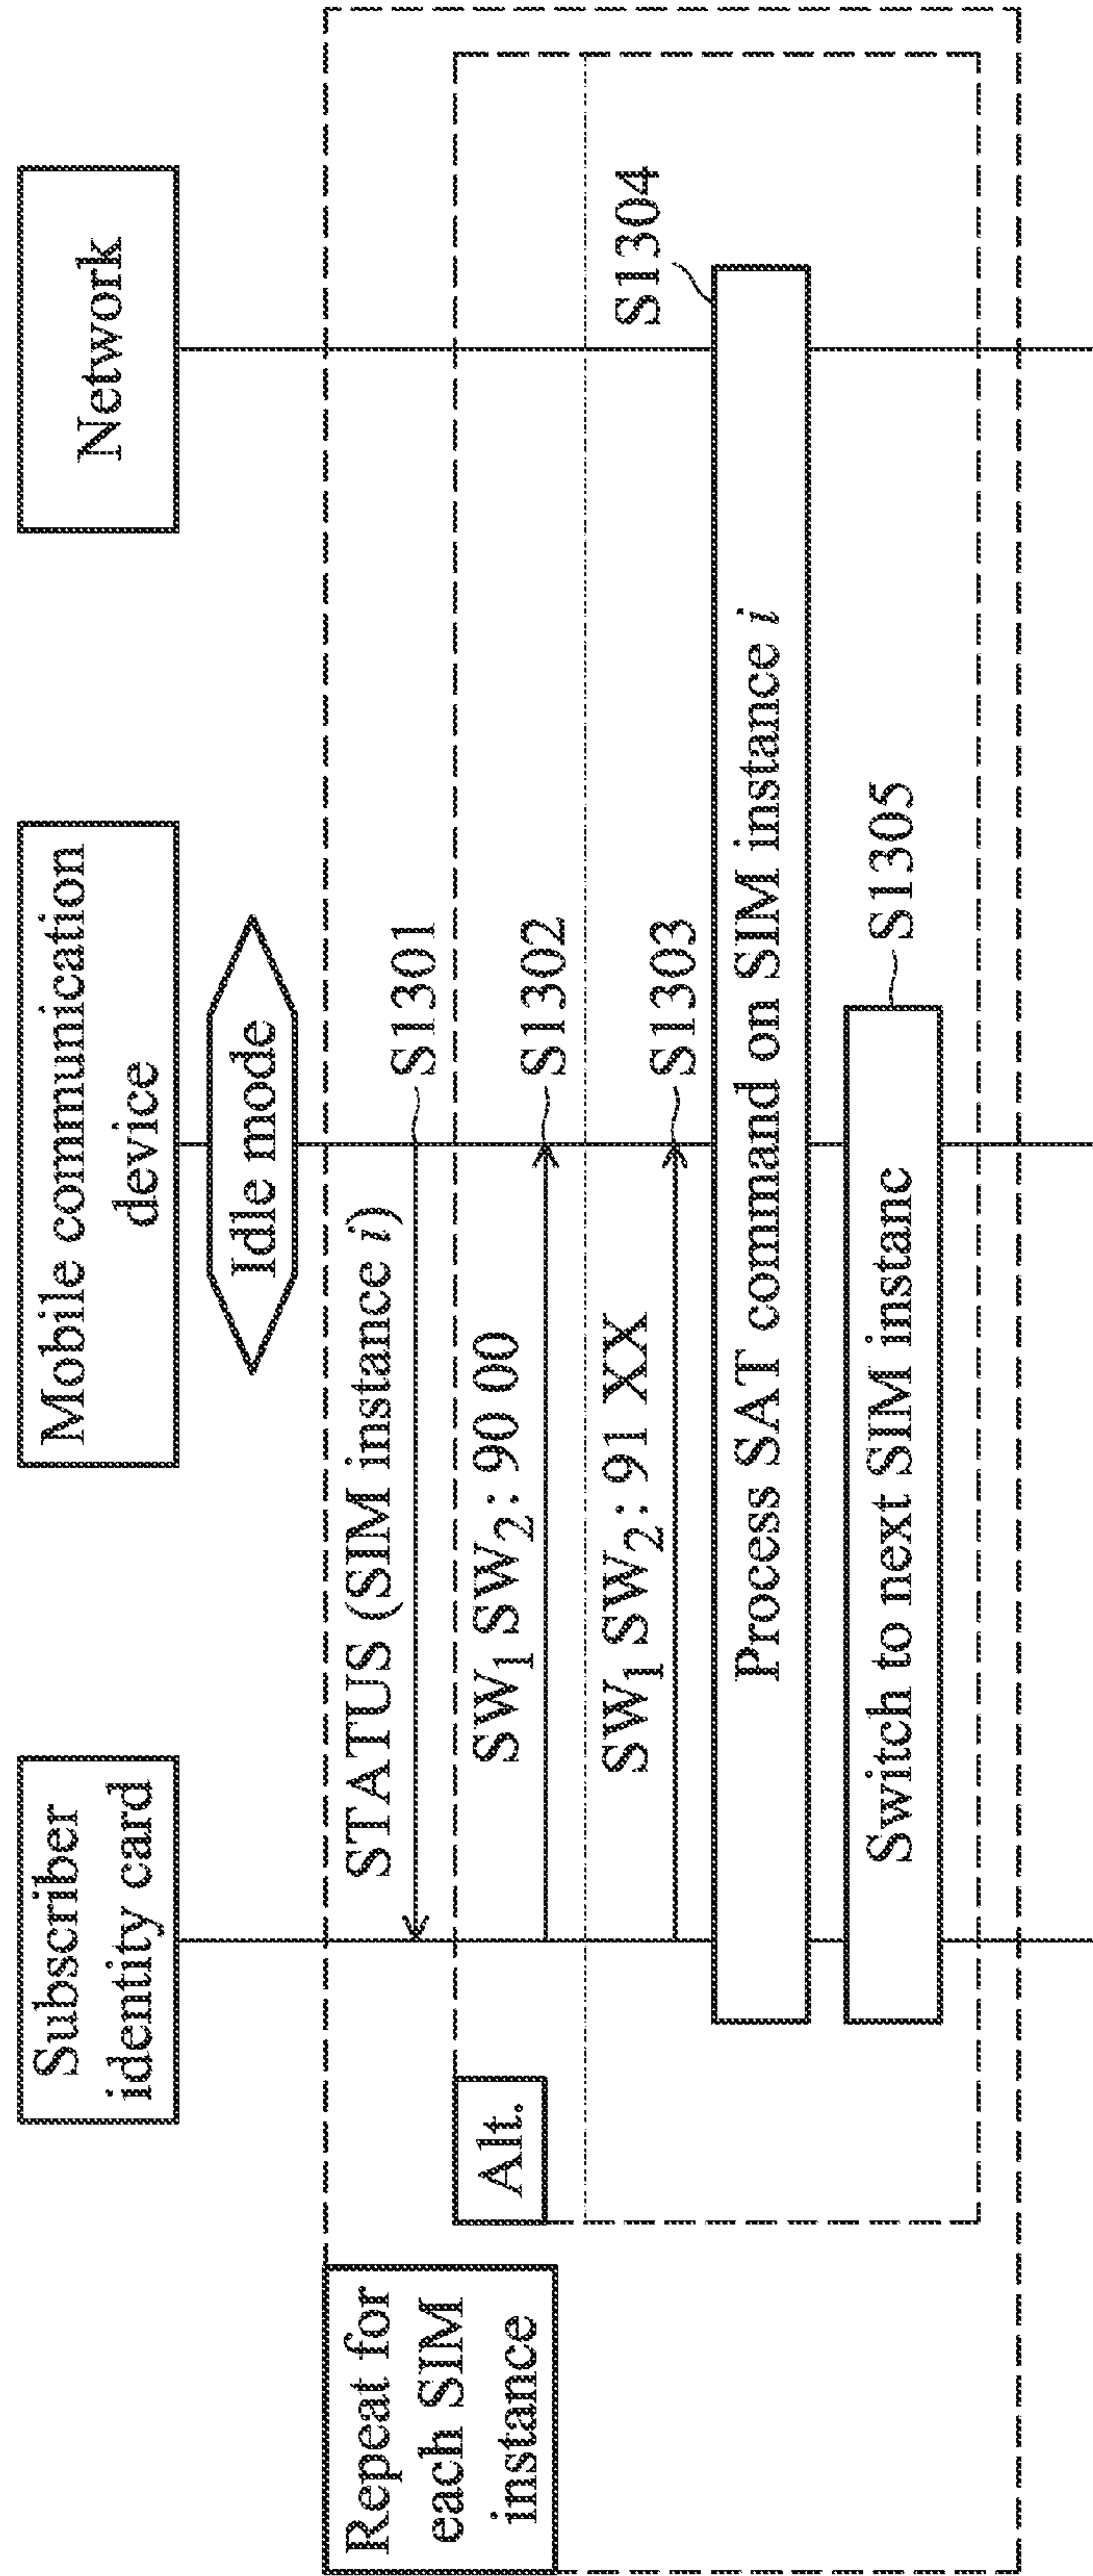 Subscriber
identity card
Mobile communication
device
Network
Idle mode
Repeat for
each SIM
instance
STATUS (SIM instance i)
S1301
Alt.
SW1 SW2: 90 00
S1302
SW1 SW2: 91 XX
S1303
S1304
Process SAT command on SIM instance i
Switch to next SIM instanc
S1305